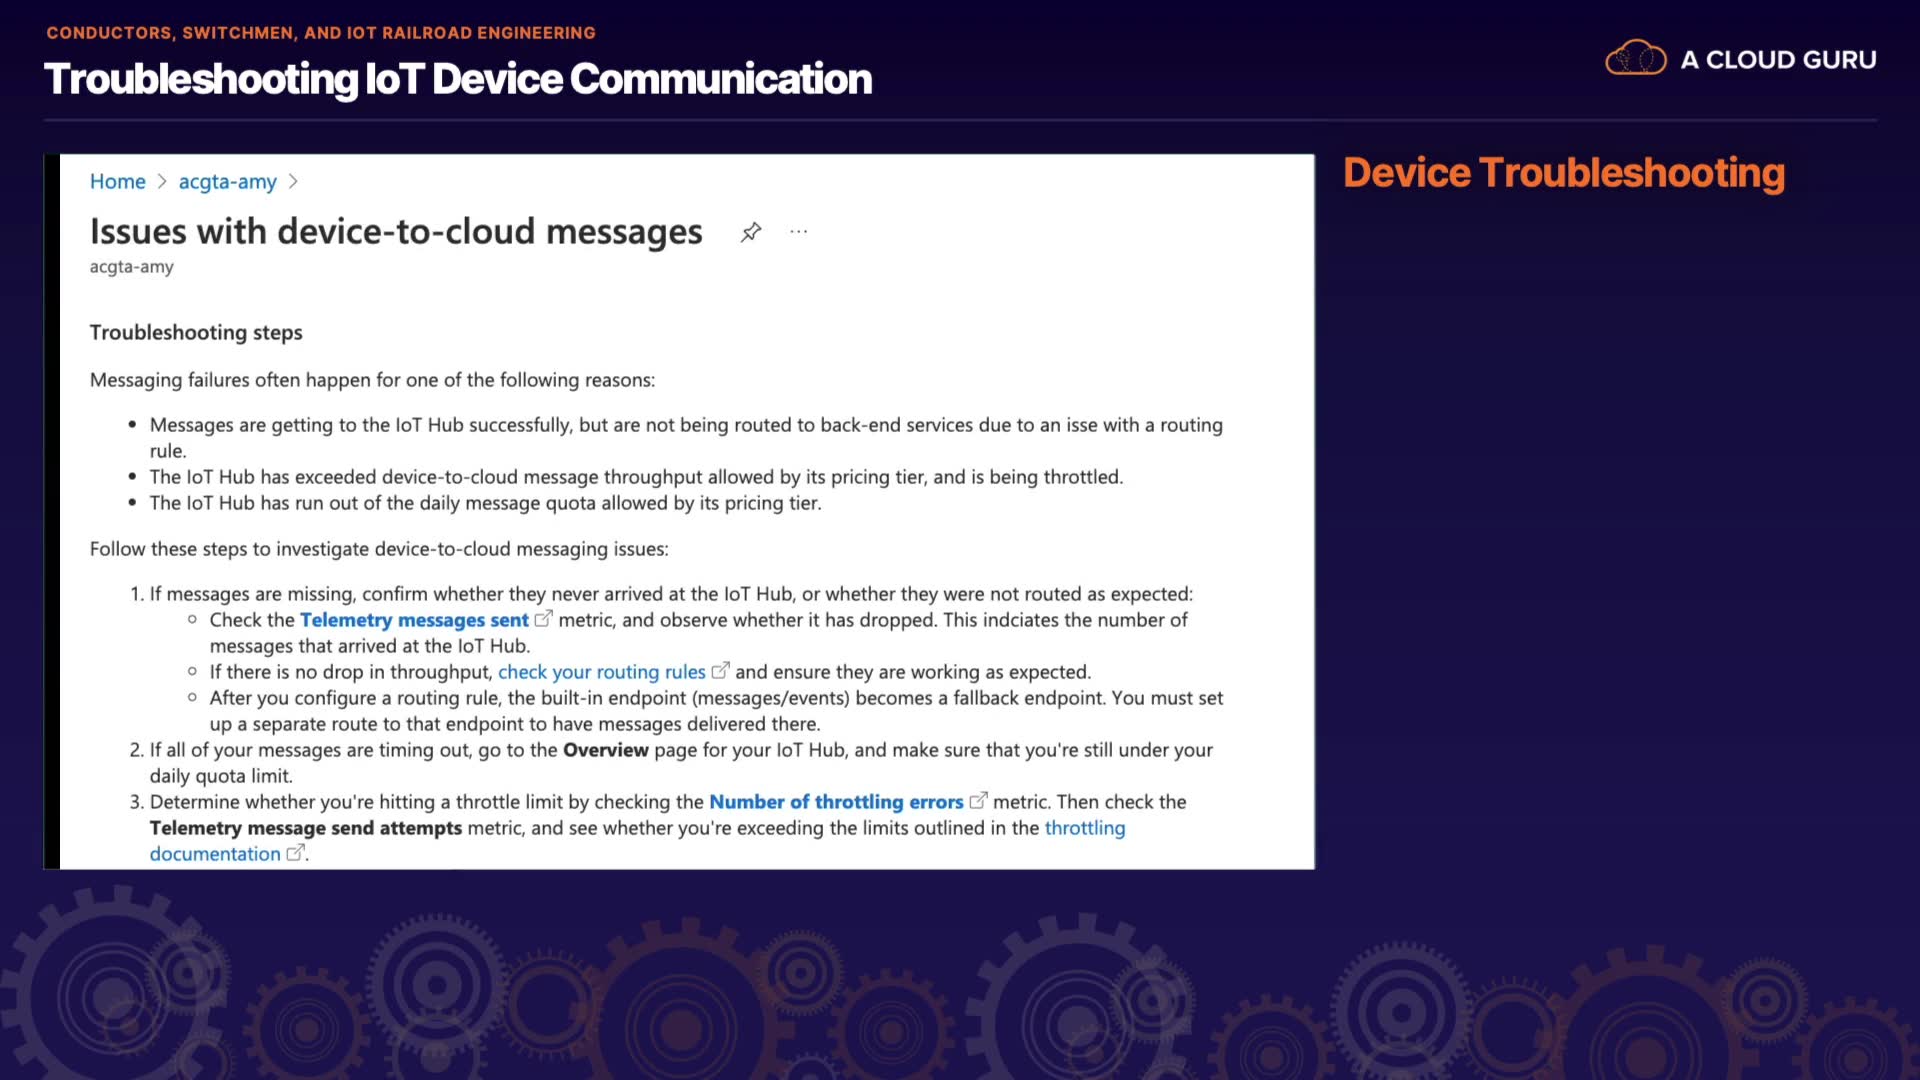 CONDUCTORS, SWITCHMEN, AND IOT RAILROAD ENGINEERING
Troubleshooting IoT Device Communication
A CLOUD GURU
Home > acgta-amy >
Device Troubleshooting
Issues with device-to-cloud messages ...
acgta-amy
Troubleshooting steps
Messaging failures often happen for one of the following reasons:
• Messages are getting to the IoT Hub successfully, but are not being routed to back-end services due to an isse with a routing
rule.
• The IoT Hub has exceeded device-to-cloud message throughput allowed by its pricing tier, and is being throttled.
• The IoT Hub has run out of the daily message quota allowed by its pricing tier.
Follow these steps to investigate device-to-cloud messaging issues:
1. If messages are missing, confirm whether they never arrived at the IoT Hub, or whether they were not routed as expected:
○ Check the Telemetry messages sent metric, and observe whether it has dropped. This indciates the number of
messages that arrived at the IoT Hub.
○ If there is no drop in throughput, check your routing rules and ensure they are working as expected.
○ After you configure a routing rule, the built-in endpoint (messages/events) becomes a fallback endpoint. You must set
up a separate route to that endpoint to have messages delivered there.
2. If all of your messages are timing out, go to the Overview page for your IoT Hub, and make sure that you're still under your
daily quota limit.
3. Determine whether you're hitting a throttle limit by checking the Number of throttling errors metric. Then check the
Telemetry message send attempts metric, and see whether you're exceeding the limits outlined in the throttling
documentation.